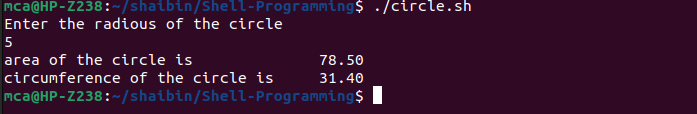 mca@HP-Z238:~/shaibin/Shell-Programming$ ./circle.sh
Enter the radious of the circle
5
area of the circle is                78.50
circumference of the circle is      31.40
mca@HP-Z238:~/shaibin/Shell-Programming$